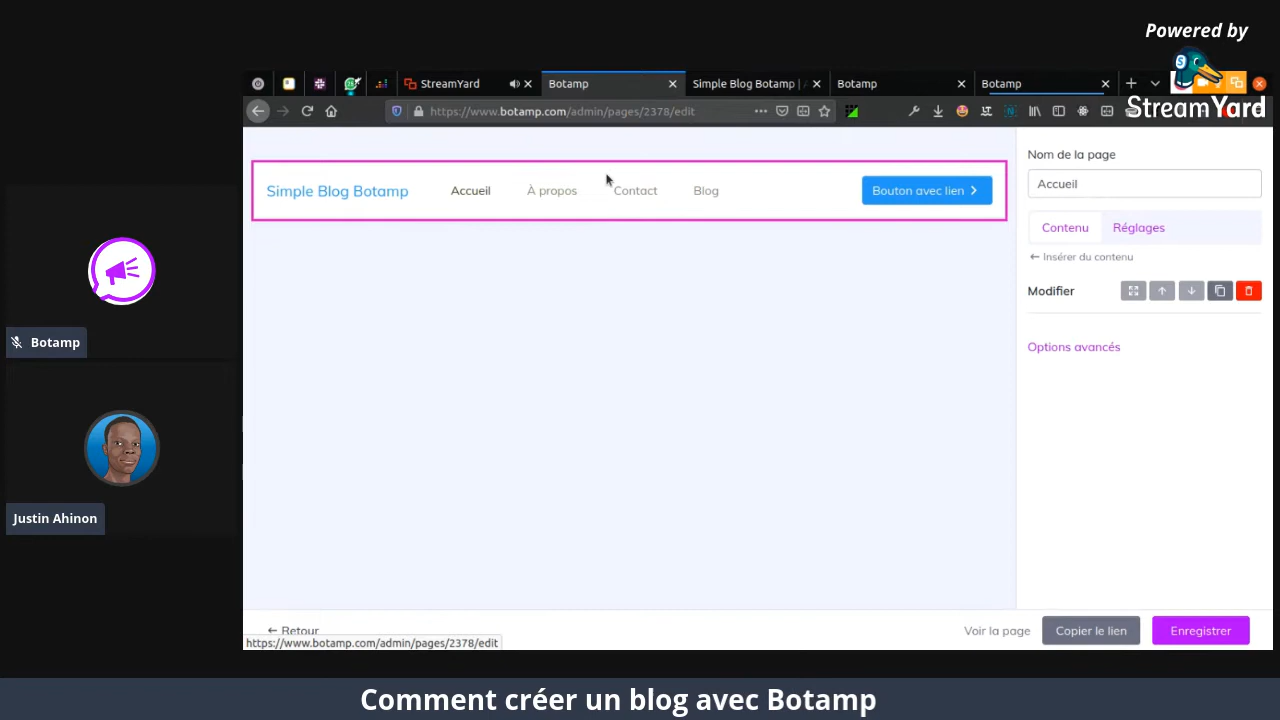 Powered by
StreamYard
StreamYard
Botamp
Simple Blog Botamp | A
Botamp
Botamp
https://www.botamp.com/admin/pages/2378/edit
Simple Blog Botamp
Accueil
À propos
Contact
Blog
Bouton avec lien
Nom de la page
Accueil
Contenu
Réglages
← Insérer du contenu
Modifier
Options avancés
Botamp
Justin Ahinon
← Retour
https://www.botamp.com/admin/pages/2378/edit
Voir la page
Copier le lien
Enregistrer
Comment créer un blog avec Botamp